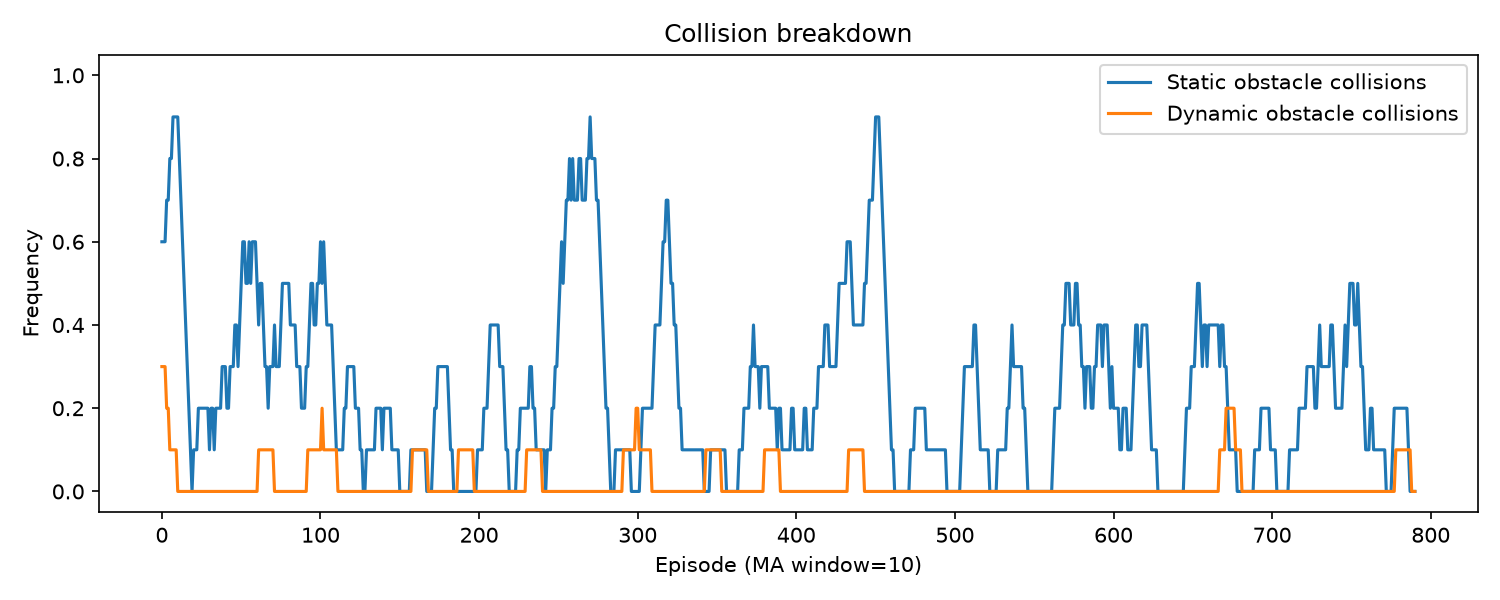 Collision breakdown
Static obstacle collisions
Dynamic obstacle collisions
Frequency
1.0
0.8
0.6
0.4
0.2
0.0
0 100 200 300 400 500 600 700 800
Episode (MA window=10)